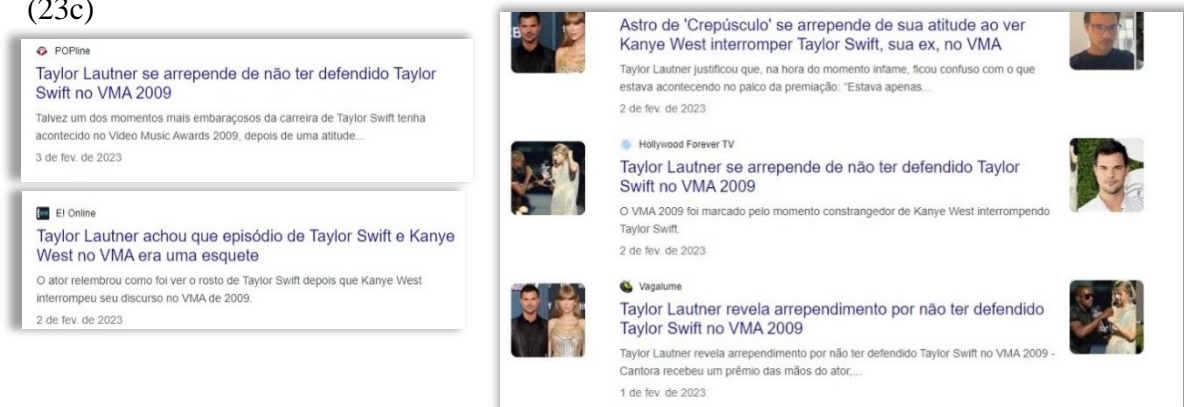 (23c)
POPline
Taylor Lautner se arrepende de não ter defendido Taylor
Swift no VMA 2009
Talvez um dos momentos mais embaraçosos da carreira de Taylor Swift tenha
acontecido no Video Music Awards 2009, depois de uma atitude...
3 de fev. de 2023
E! Online
Taylor Lautner achou que episódio de Taylor Swift e Kanye
West no VMA era uma esquete
O ator relembrou como foi ver o rosto de Taylor Swift depois que Kanye West
interrompeu seu discurso no VMA de 2009.
2 de fev. de 2023
Astro de 'Crepúsculo' se arrepende de sua atitude ao ver
Kanye West interromper Taylor Swift, sua ex, no VMA
Taylor Lautner justificou que, na hora do momento infame, ficou confuso com o que
estava acontecendo no palco da premiação: “Estava apenas...
2 de fev. de 2023
Hollywood Forever TV
Taylor Lautner se arrepende de não ter defendido Taylor
Swift no VMA 2009
O VMA 2009 foi marcado pelo momento constrangedor de Kanye West interrompendo
Taylor Swift.
2 de fev. de 2023
Vagalume
Taylor Lautner revela arrependimento por não ter defendido
Taylor Swift no VMA 2009
Taylor Lautner revela arrependimento por não ter defendido Taylor Swift no VMA 2009 -
Cantora recebeu um prêmio das mãos do ator,...
1 de fev. de 2023